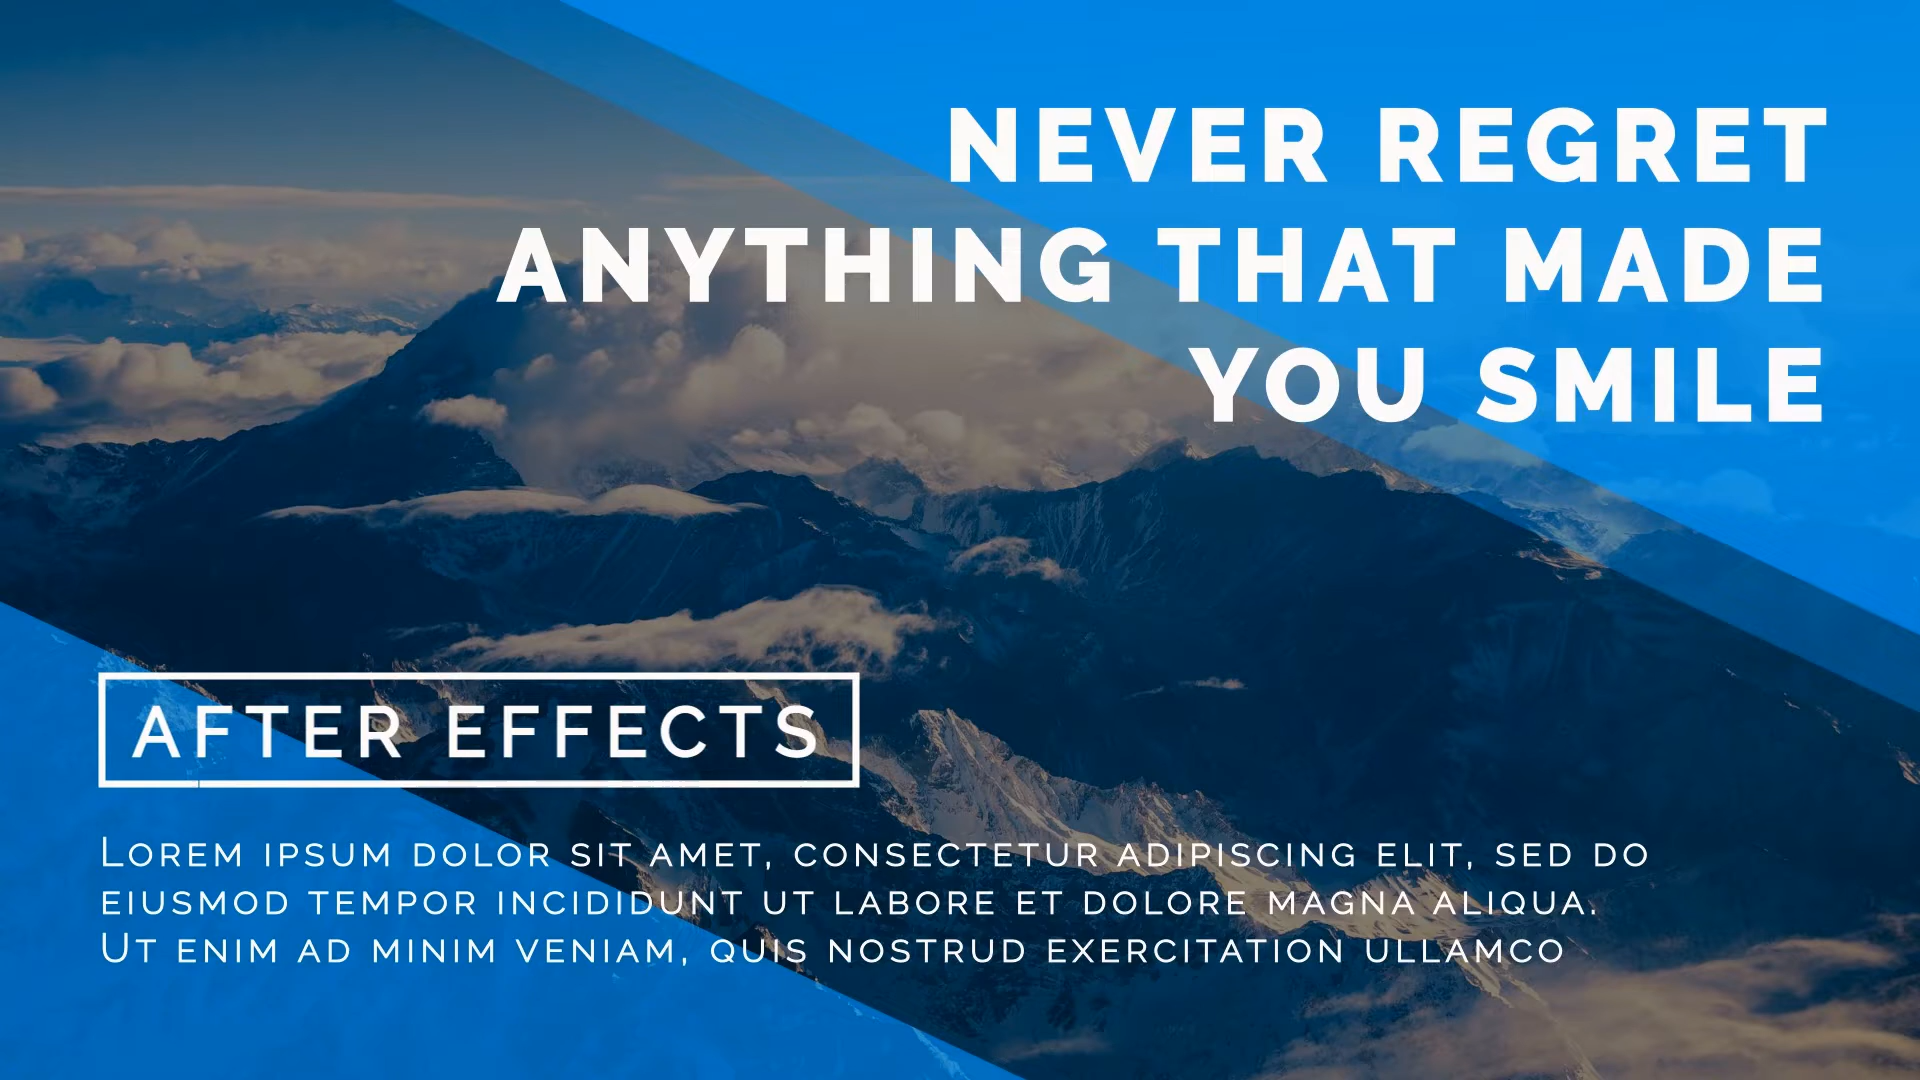 NEVER REGRET
ANYTHING THAT MADE
YOU SMILE
AFTER EFFECTS
LOREM IPSUM DOLOR SIT AMET, CONSECTETUR ADIPISCING ELIT, SED DO
EIUSMOD TEMPOR INCIDIDUNT UT LABORE ET DOLORE MAGNA ALIQUA.
UT ENIM AD MINIM VENIAM, QUIS NOSTRUD EXERCITATION ULLAMCO